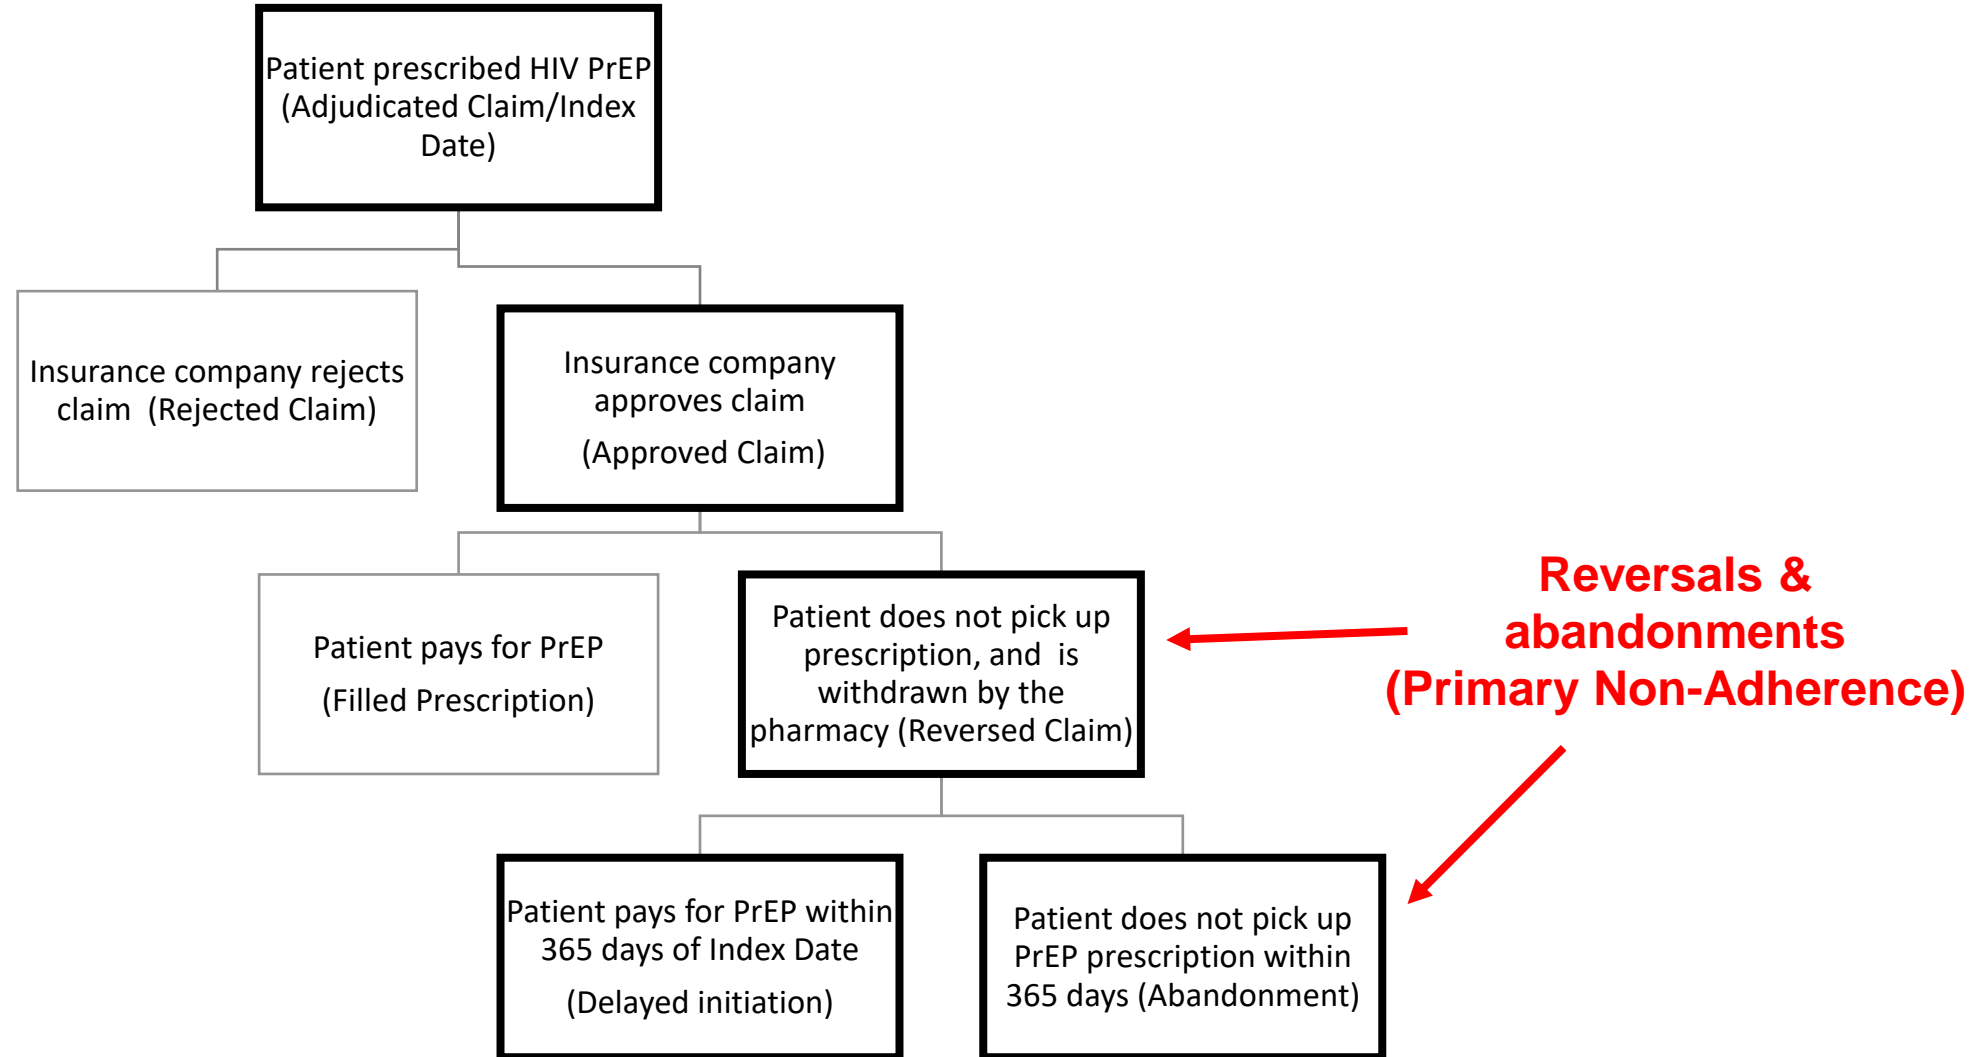 Patient prescribed HIV PrEP
(Adjudicated Claim/Index
Date)
Insurance company rejects
claim  (Rejected Claim)
Insurance company
approves claim
(Approved Claim)
Patient pays for PrEP
(Filled Prescription)
Patient does not pick up
prescription, and  is
withdrawn by the
pharmacy (Reversed Claim)
Reversals &
abandonments
(Primary Non-Adherence)
Patient pays for PrEP within
365 days of Index Date
(Delayed initiation)
Patient does not pick up
PrEP prescription within
365 days (Abandonment)